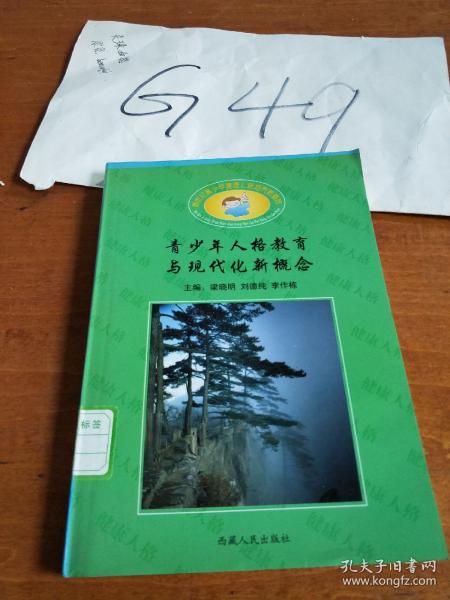 G49
青少年人格教育
与现代化新概念
主编：梁晓明 刘德纯 李作栋
健康人格
标签
西藏人民出版社
孔夫子旧书网
www.kongfz.com